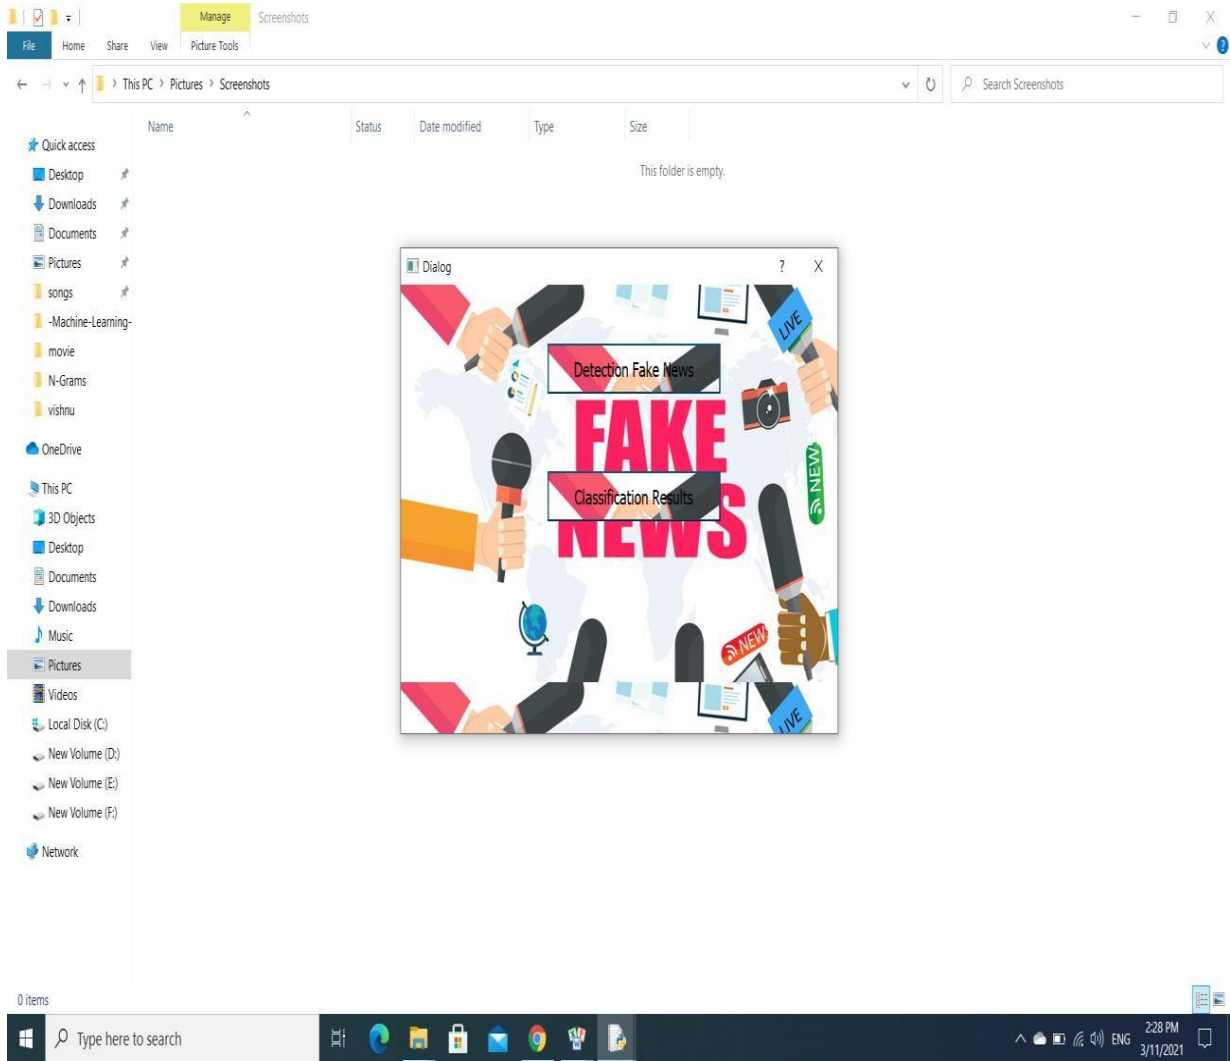 Manage Screenshots
File Home Share View Picture Tools
This PC > Pictures > Screenshots
Search Screenshots
Name Status Date modified Type Size
This folder is empty.
Quick access
Desktop
Downloads
Documents
Pictures
songs
-Machine-Learning-
movie
N-Grams
vishnu
OneDrive
This PC
3D Objects
Desktop
Documents
Downloads
Music
Pictures
Videos
Local Disk (C:)
New Volume (D:)
New Volume (E:)
New Volume (F:)
Network
Dialog ? X
LIVE
Detection Fake News
FAKE
NEW
Classification Results
NEWS
NEW
LIVE
0 items
Type here to search
ENG
2:28 PM
3/11/2021